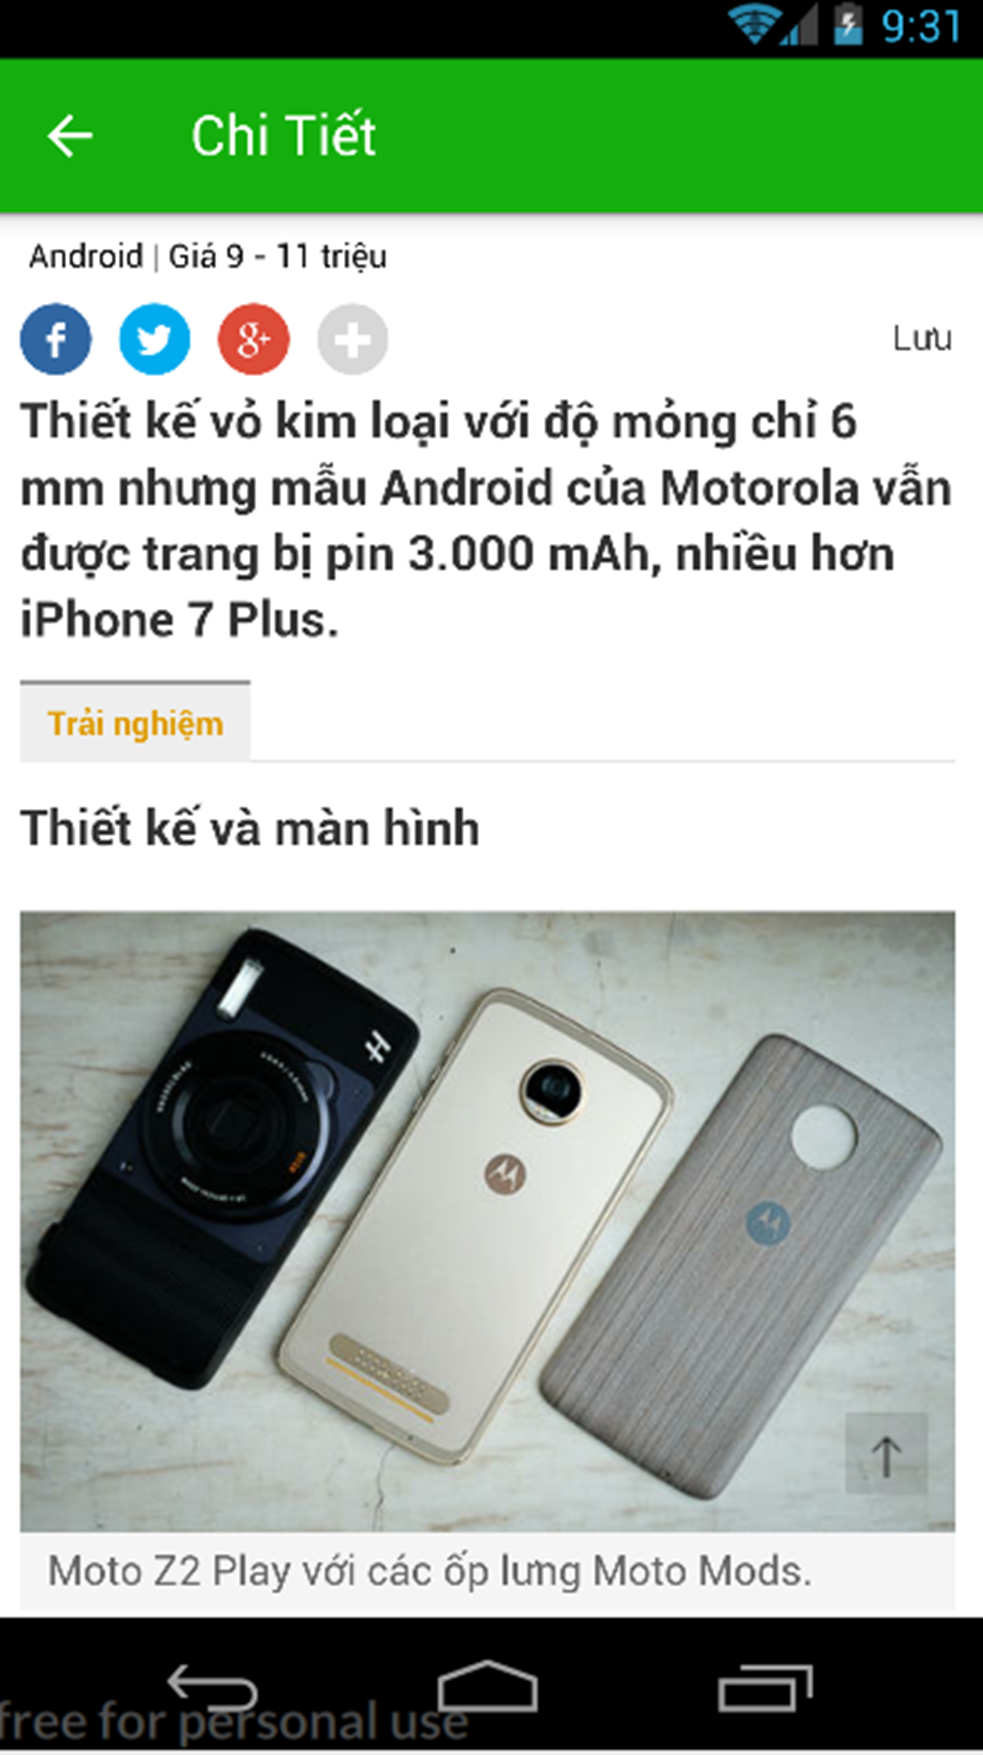 9:31
Chi Tiết
Android | Giá 9 - 11 triệu
Lưu
Thiết kế vỏ kim loại với độ mỏng chỉ 6
mm nhưng mẫu Android của Motorola vẫn
được trang bị pin 3.000 mAh, nhiều hơn
iPhone 7 Plus.
Trải nghiệm
Thiết kế và màn hình
Moto Z2 Play với các ốp lưng Moto Mods.
free for personal use